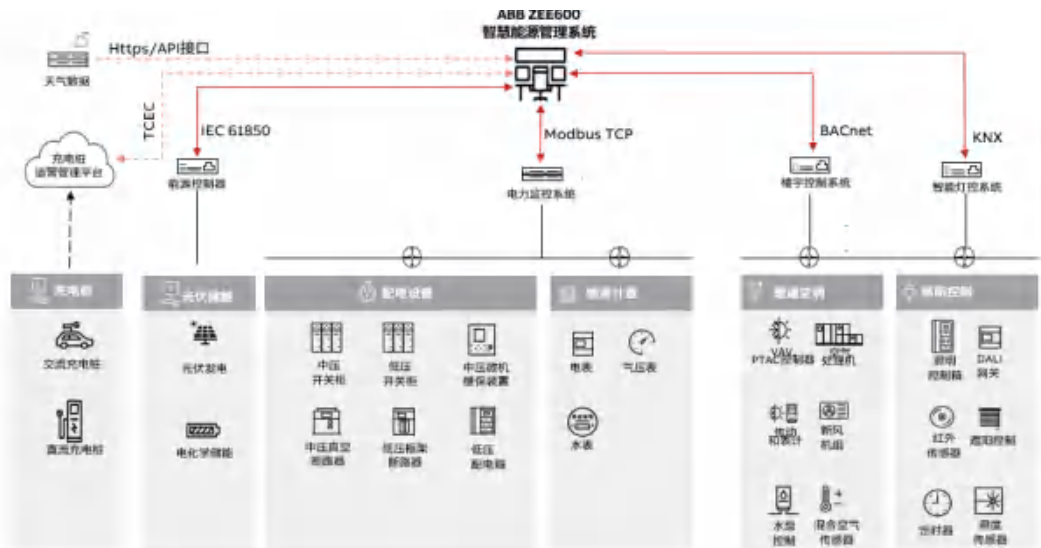 ABB ZEE600
智慧能源管理系统
Https/API接口
天气数据
TCEC
IEC 61850
Modbus TCP
BACnet
KNX
充电桩
运营管理平台
能源控制器
电力监控系统
楼宇控制系统
智能灯控系统
充电桩
光伏储能
配电设备
能源计量
暖通空调
照明控制
交流充电桩
直流充电桩
光伏发电
电化学储能
中压
开关柜
低压
开关柜
中压微机
继保装置
中压真空
断路器
低压框架
断路器
低压
配电箱
电表
气压表
水表
VAV
PTAC控制器
空气
处理机
传动
和表计
新风
机组
水泵
控制
混合空气
传感器
照明
控制箱
DALI
网关
红外
传感器
遮阳控制
定时器
照度
传感器